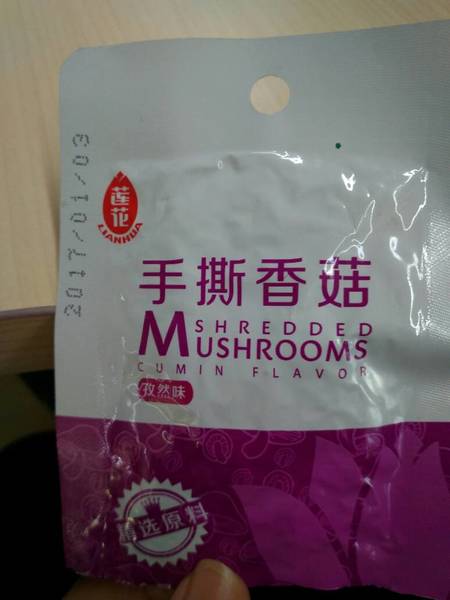 2017/01/03
莲花
LIANHUA
手撕香菇
SHREDDED
MUSHROOMS
CUMIN FLAVOR
孜然味
选原料